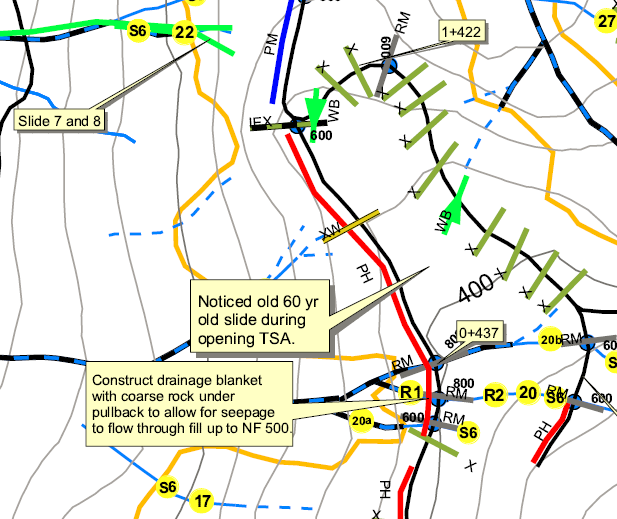 S6
22
27
1+422
RM
600
PM
Slide 7 and 8
IFX
WB
600
X
X
X
X
X
X
WB
XW
PH
X
X
X
X
400
Noticed old 60 yr
old slide during
opening TSA.
0+437
80
20b
RM
60
S
RM
Construct drainage blanket
with coarse rock under
pullback to allow for seepage
to flow through fill up to NF 500.
R1
800
RM
R2
20
RM
S6
600
20a
600
RM
S6
PH
X
S6
17
PH
X